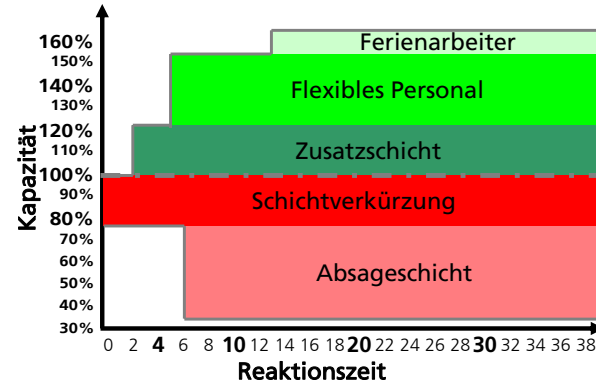 160%
150%
140%
130%
120%
110%
100%
90%
80%
70%
60%
50%
40%
30%
Kapazität
Ferienarbeiter
Flexibles Personal
Zusatzschicht
Schichtverkürzung
Absageschicht
0 2 4 6 8 10 12 14 16 18 20 22 24 26 28 30 32 34 36 38
Reaktionszeit